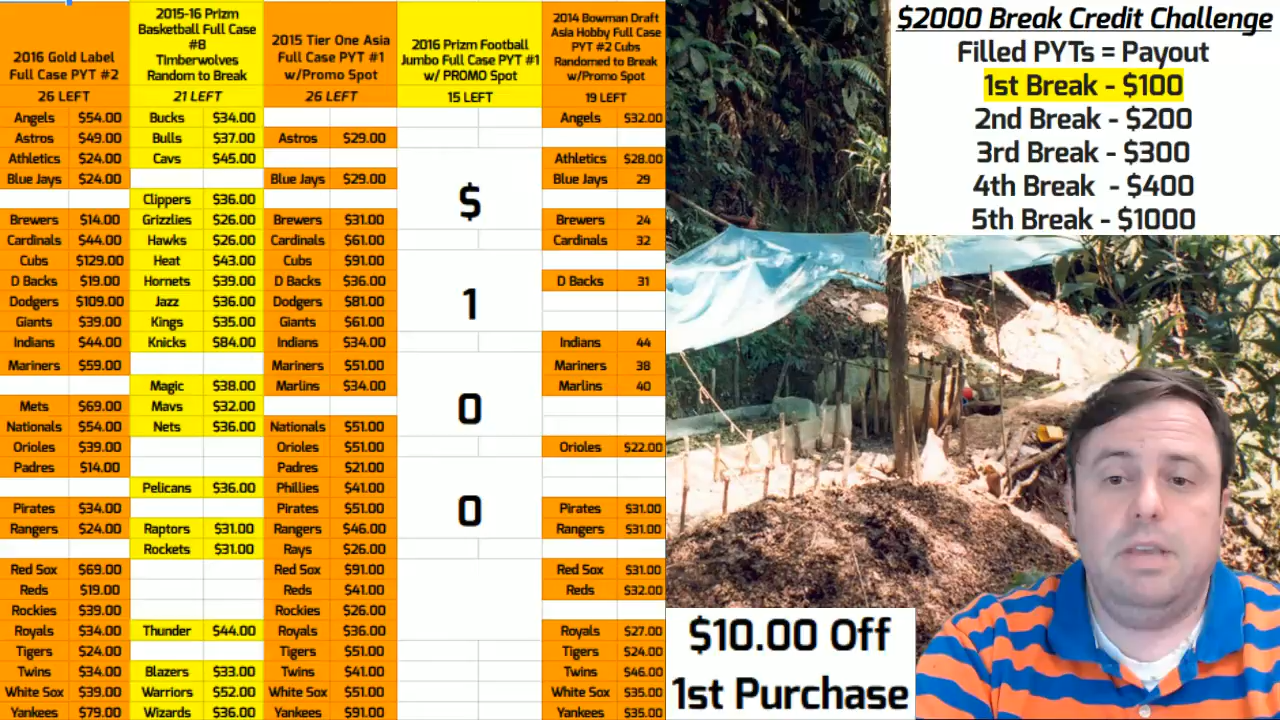 2016 Gold Label
Full Case PYT #2
26 LEFT
Angels $54.00
Astros $49.00
Athletics $24.00
Blue Jays $24.00
Brewers $14.00
Cardinals $44.00
Cubs $129.00
D Backs $19.00
Dodgers $109.00
Giants $39.00
Indians $44.00
Mariners $59.00
Mets $69.00
Nationals $54.00
Orioles $39.00
Padres $14.00
Pirates $34.00
Rangers $24.00
Red Sox $69.00
Reds $19.00
Rockies $39.00
Royals $34.00
Tigers $24.00
Twins $34.00
White Sox $39.00
Yankees $79.00
2015-16 Prizm
Basketball Full Case
#8
Timberwolves
Random to Break
21 LEFT
Bucks $34.00
Bulls $37.00
Cavs $45.00
Clippers $36.00
Grizzlies $26.00
Hawks $26.00
Heat $43.00
Hornets $39.00
Jazz $36.00
Kings $35.00
Knicks $84.00
Magic $38.00
Mavs $32.00
Nets $36.00
Pelicans $36.00
Raptors $31.00
Rockets $31.00
Thunder $44.00
Blazers $33.00
Warriors $52.00
Wizards $36.00
2015 Tier One Asia
Full Case PYT #1
w/Promo Spot
26 LEFT
Astros $29.00
Blue Jays $29.00
Brewers $31.00
Cardinals $61.00
Cubs $91.00
D Backs $36.00
Dodgers $81.00
Giants $61.00
Indians $34.00
Mariners $51.00
Marlins $34.00
Nationals $51.00
Orioles $51.00
Padres $21.00
Phillies $41.00
Pirates $51.00
Rangers $46.00
Rays $26.00
Red Sox $91.00
Reds $41.00
Rockies $26.00
Royals $36.00
Tigers $51.00
Twins $41.00
White Sox $51.00
Yankees $91.00
2016 Prizm Football
Jumbo Full Case PYT #1
w/ PROMO Spot
15 LEFT
$
1
0
0
2014 Bowman Draft
Asia Hobby Full Case
PYT #2 Cubs
Randomed to Break
w/Promo Spot
19 LEFT
Angels $32.00
Athletics $28.00
Blue Jays 29
Brewers 24
Cardinals 32
D Backs 31
Indians 44
Mariners 38
Marlins 40
Orioles $22.00
Pirates $31.00
Rangers $31.00
Red Sox $31.00
Reds $32.00
Royals $27.00
Tigers $24.00
Twins $46.00
White Sox $35.00
Yankees $35.00
$2000 Break Credit Challenge
Filled PYTs = Payout
1st Break - $100
2nd Break - $200
3rd Break - $300
4th Break - $400
5th Break - $1000
$10.00 Off
1st Purchase